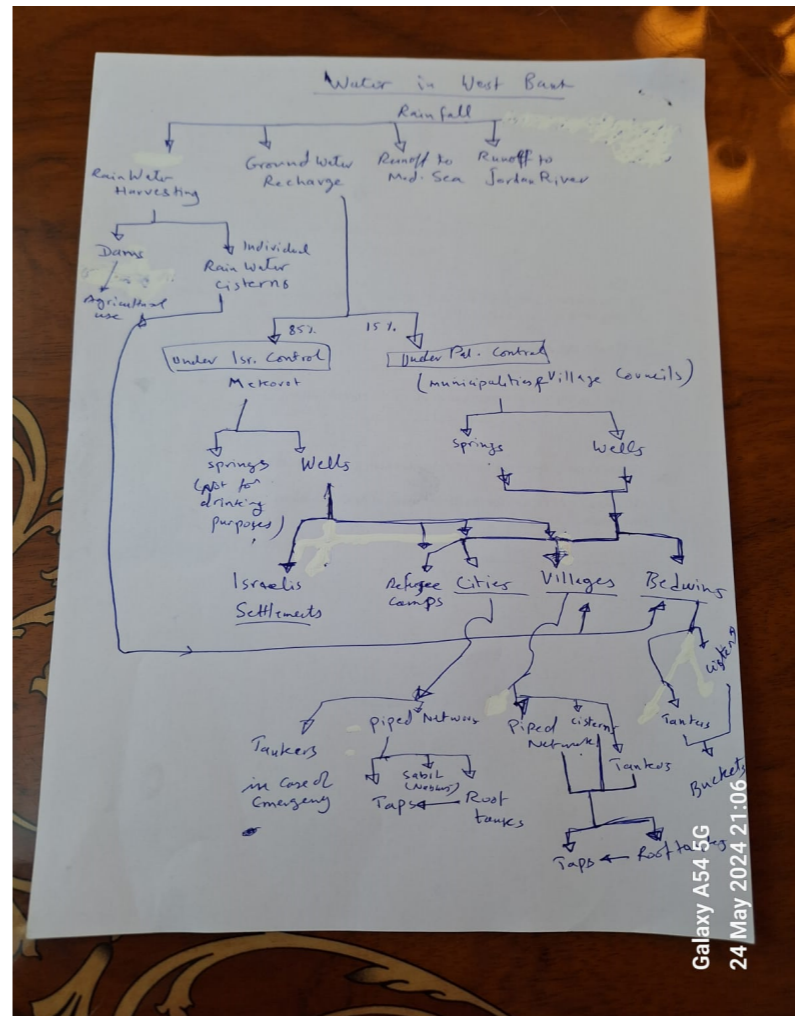 Water in West Bank
Rainfall
Rain Water
Harvesting
Ground Water
Recharge
Runoff to
Med. Sea
Runoff to
Jordan River
Dams
Agricultural
use
Individual
Rain Water
Cisterns
85%
15%
Under Isr. Control
Under Pal. Control
Mekorot
(Municipalities & Village Councils)
Springs
(not for
drinking
purposes)
Wells
Springs
Wells
Israelis
Settlements
Refugee
Camps
Cities
Villages
Bedwins
Tankers
in case of
Emergency
Piped Network
Taps
Sabil
(Nablus)
Roof
tanks
Piped
Networks
Cisterns
Tankers
Taps
Roof tanks
Tankers
Cisterns
Buckets
Galaxy A54 5G
24 May 2024 21:06